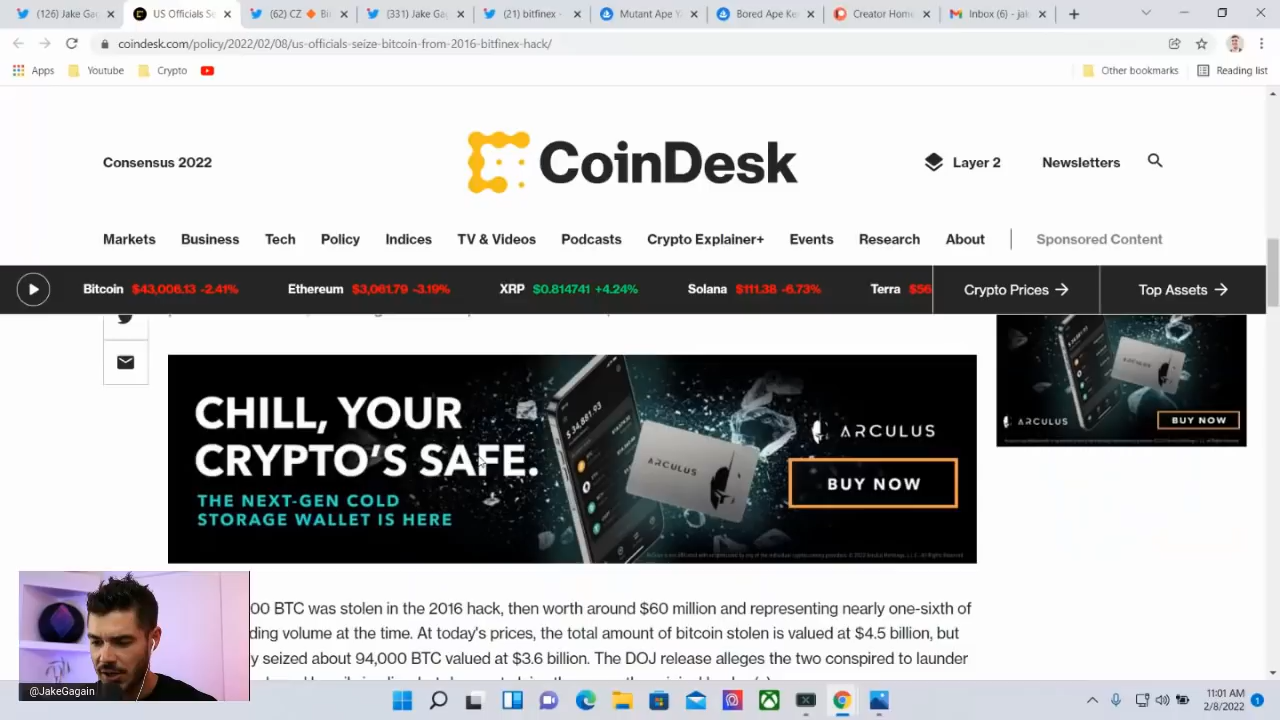 (126) Jake
US Officials Se
(62) CZ 🔶 Bi
(331) Jake Ga
(21) bitfinex -
Mutant Ape Y
Bored Ape Ke
Creator Home
Inbox (6) - jak
coindesk.com/policy/2022/02/08/us-officials-seize-bitcoin-from-2016-bitfinex-hack/
Apps
Youtube
Crypto
Other bookmarks
Reading list
Consensus 2022
CoinDesk
Layer 2
Newsletters
Markets
Business
Tech
Policy
Indices
TV & Videos
Podcasts
Crypto Explainer+
Events
Research
About
Sponsored Content
Bitcoin $43,006.13 -2.41%
Ethereum $3,061.79 -3.19%
XRP $0.814741 +4.24%
Solana $111.38 -6.73%
Terra $56
Crypto Prices →
Top Assets →
CHILL, YOUR
CRYPTO'S SAFE.
THE NEXT-GEN COLD
STORAGE WALLET IS HERE
$34,881.93
ARCULUS
ARCULUS
BUY NOW
ARCULUS
ARCULUS
BUY NOW
00 BTC was stolen in the 2016 hack, then worth around $60 million and representing nearly one-sixth of
ding volume at the time. At today's prices, the total amount of bitcoin stolen is valued at $4.5 billion, but
y seized about 94,000 BTC valued at $3.6 billion. The DOJ release alleges the two conspired to launder
@JakeGagain
11:01 AM
2/8/2022
1